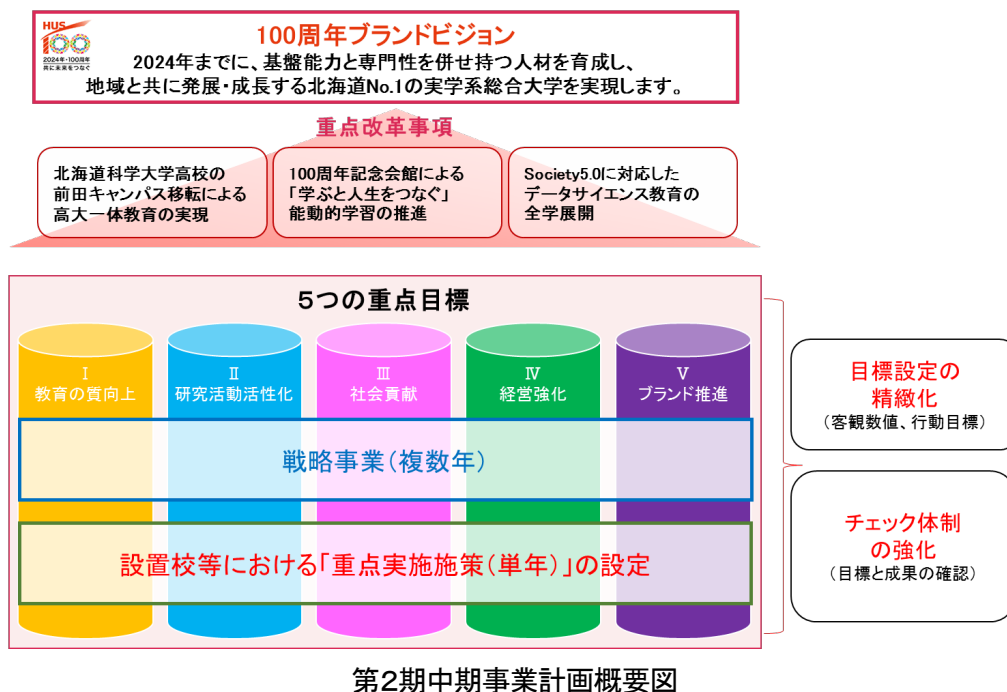 HUS
100
2024年・100周年
共に未来をつなぐ
100周年ブランドビジョン
2024年までに、基盤能力と専門性を併せ持つ人材を育成し、
地域と共に発展・成長する北海道No.1の実学系総合大学を実現します。
重点改革事項
北海道科学大学高校の
前田キャンパス移転による
高大一体教育の実現
100周年記念会館による
「学ぶと人生をつなぐ」
能動的学習の推進
Society5.0に対応した
データサイエンス教育の
全学展開
5つの重点目標
Ⅰ
教育の質向上
Ⅱ
研究活動活性化
Ⅲ
社会貢献
Ⅳ
経営強化
Ⅴ
ブランド推進
戦略事業(複数年)
設置校等における「重点実施施策(単年)」の設定
目標設定の
精緻化
(客観数値、行動目標)
チェック体制
の強化
(目標と成果の確認)
第2期中期事業計画概要図